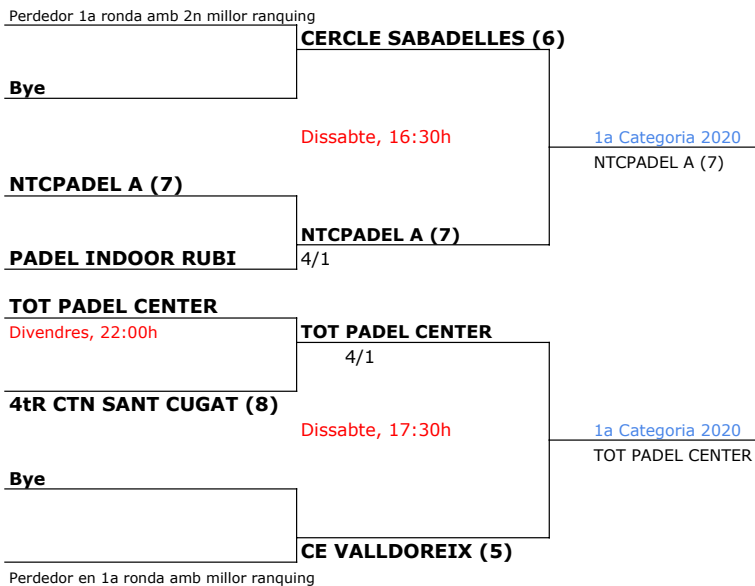 Perdedor 1a ronda amb 2n millor ranquing
CERCLE SABADELLES (6)
Bye
Dissabte, 16:30h
1a Categoria 2020
NTCPADEL A (7)
NTCPADEL A (7)
NTCPADEL A (7)
PADEL INDOOR RUBI
4/1
TOT PADEL CENTER
Divendres, 22:00h
TOT PADEL CENTER
4/1
4tR CTN SANT CUGAT (8)
Dissabte, 17:30h
1a Categoria 2020
TOT PADEL CENTER
Bye
CE VALLDOREIX (5)
Perdedor en 1a ronda amb millor ranquing